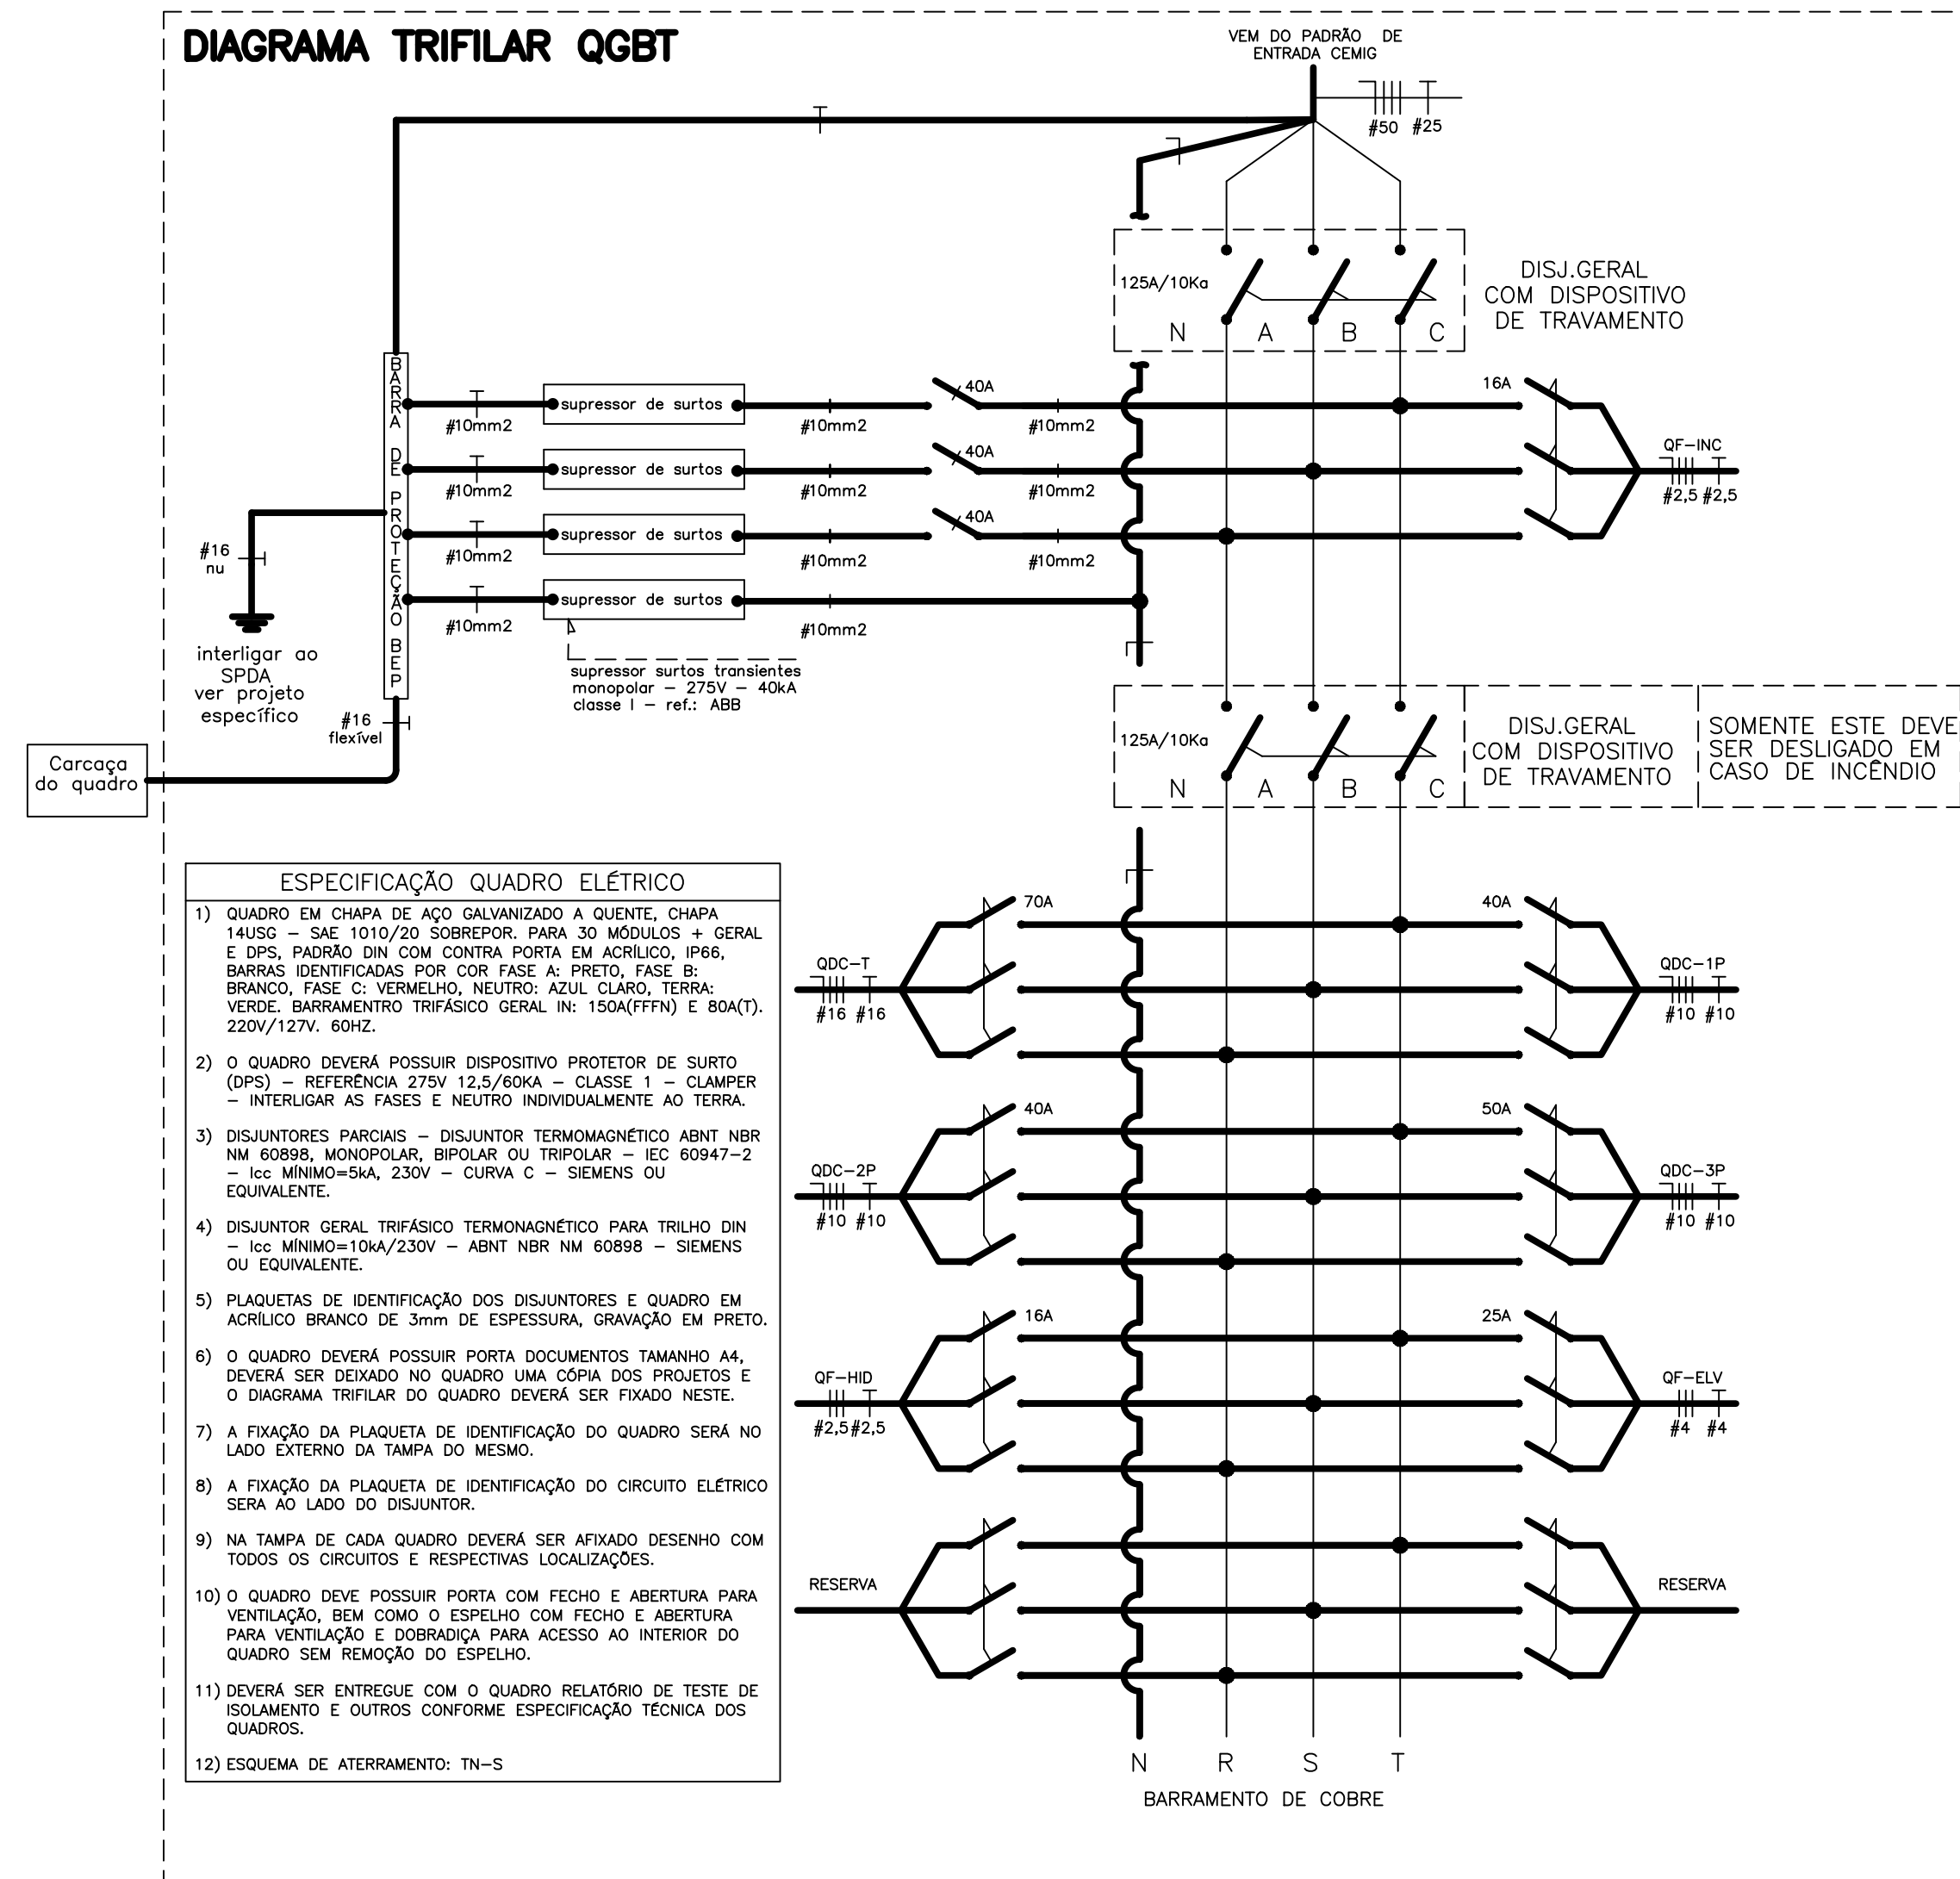 DIAGRAMA TRIFILAR QGBT
VEM DO PADRÃO DE
ENTRADA CEMIG
#50 #25
125A/10Ka
N A B C
DISJ.GERAL
COM DISPOSITIVO
DE TRAVAMENTO
BARRA DE PROTEÇÃO BEP
#10mm2
supressor de surtos
#10mm2
40A
#10mm2
16A
#10mm2
supressor de surtos
#10mm2
40A
#10mm2
QF-INC
#2,5 #2,5
#10mm2
supressor de surtos
#10mm2
40A
#10mm2
#10mm2
supressor de surtos
#10mm2
#16
nu
interligar ao
SPDA
ver projeto
específico
supressor surtos transientes
monopolar - 275V - 40kA
classe I - ref.: ABB
#16
flexível
Carcaça
do quadro
125A/10Ka
N A B C
DISJ.GERAL
COM DISPOSITIVO
DE TRAVAMENTO
SOMENTE ESTE DEVE
SER DESLIGADO EM
CASO DE INCÊNDIO
ESPECIFICAÇÃO QUADRO ELÉTRICO
1) QUADRO EM CHAPA DE AÇO GALVANIZADO A QUENTE, CHAPA
14USG - SAE 1010/20 SOBREPOR. PARA 30 MÓDULOS + GERAL
E DPS, PADRÃO DIN COM CONTRA PORTA EM ACRÍLICO, IP66,
BARRAS IDENTIFICADAS POR COR FASE A: PRETO, FASE B:
BRANCO, FASE C: VERMELHO, NEUTRO: AZUL CLARO, TERRA:
VERDE. BARRAMENTRO TRIFÁSICO GERAL IN: 150A(FFFN) E 80A(T).
220V/127V. 60HZ.
2) O QUADRO DEVERÁ POSSUIR DISPOSITIVO PROTETOR DE SURTO
(DPS) - REFERÊNCIA 275V 12,5/60KA - CLASSE 1 - CLAMPER
- INTERLIGAR AS FASES E NEUTRO INDIVIDUALMENTE AO TERRA.
3) DISJUNTORES PARCIAIS - DISJUNTOR TERMOMAGNÉTICO ABNT NBR
NM 60898, MONOPOLAR, BIPOLAR OU TRIPOLAR - IEC 60947-2
- Icc MÍNIMO=5kA, 230V - CURVA C - SIEMENS OU
EQUIVALENTE.
4) DISJUNTOR GERAL TRIFÁSICO TERMONAGNÉTICO PARA TRILHO DIN
- Icc MÍNIMO=10kA/230V - ABNT NBR NM 60898 - SIEMENS
OU EQUIVALENTE.
5) PLAQUETAS DE IDENTIFICAÇÃO DOS DISJUNTORES E QUADRO EM
ACRÍLICO BRANCO DE 3mm DE ESPESSURA, GRAVAÇÃO EM PRETO.
6) O QUADRO DEVERÁ POSSUIR PORTA DOCUMENTOS TAMANHO A4,
DEVERÁ SER DEIXADO NO QUADRO UMA CÓPIA DOS PROJETOS E
O DIAGRAMA TRIFILAR DO QUADRO DEVERÁ SER FIXADO NESTE.
7) A FIXAÇÃO DA PLAQUETA DE IDENTIFICAÇÃO DO QUADRO SERÁ NO
LADO EXTERNO DA TAMPA DO MESMO.
8) A FIXAÇÃO DA PLAQUETA DE IDENTIFICAÇÃO DO CIRCUITO ELÉTRICO
SERA AO LADO DO DISJUNTOR.
9) NA TAMPA DE CADA QUADRO DEVERÁ SER AFIXADO DESENHO COM
TODOS OS CIRCUITOS E RESPECTIVAS LOCALIZAÇÕES.
10) O QUADRO DEVE POSSUIR PORTA COM FECHO E ABERTURA PARA
VENTILAÇÃO, BEM COMO O ESPELHO COM FECHO E ABERTURA
PARA VENTILAÇÃO E DOBRADIÇA PARA ACESSO AO INTERIOR DO
QUADRO SEM REMOÇÃO DO ESPELHO.
11) DEVERÁ SER ENTREGUE COM O QUADRO RELATÓRIO DE TESTE DE
ISOLAMENTO E OUTROS CONFORME ESPECIFICAÇÃO TÉCNICA DOS
QUADROS.
12) ESQUEMA DE ATERRAMENTO: TN-S
70A
QDC-T
#16 #16
40A
QDC-1P
#10 #10
40A
QDC-2P
#10 #10
50A
QDC-3P
#10 #10
16A
QF-HID
#2,5 #2,5
25A
QF-ELV
#4 #4
RESERVA
RESERVA
N R S T
BARRAMENTO DE COBRE